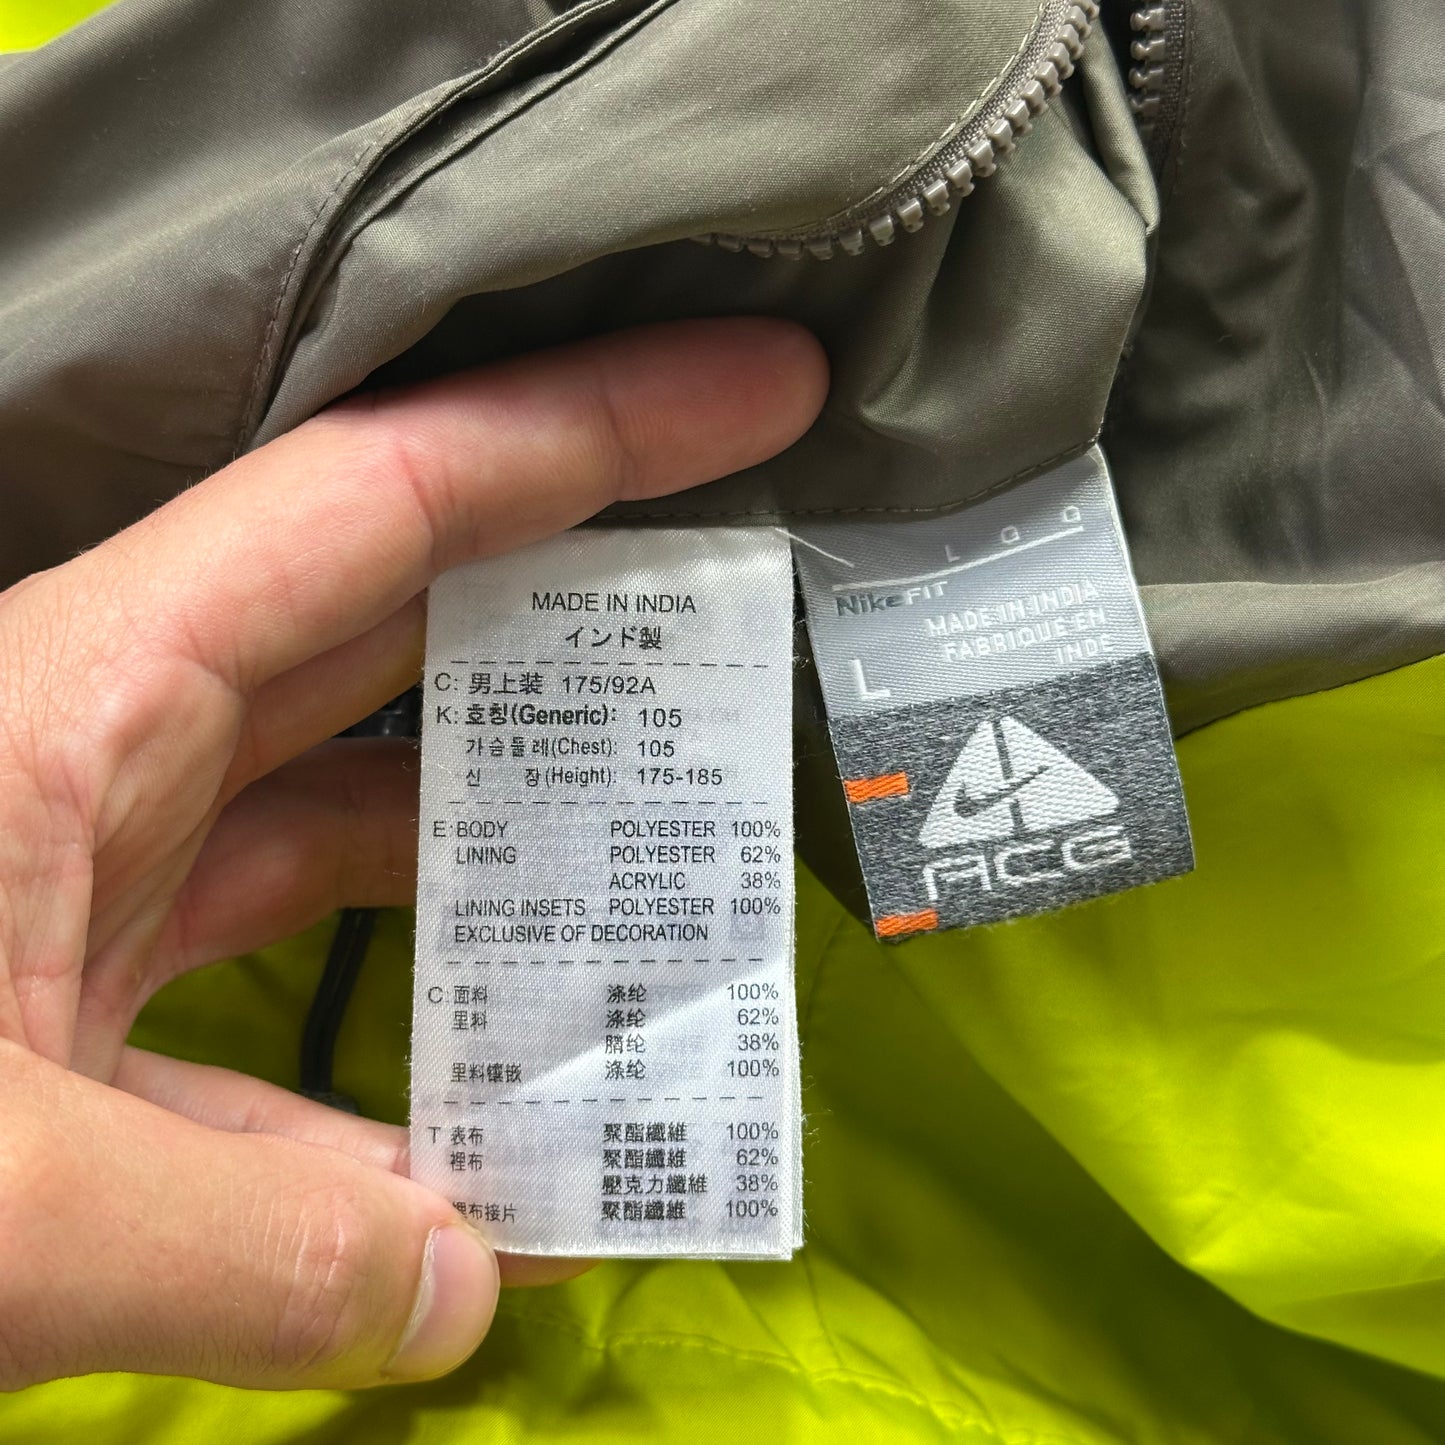 MADE IN INDIA
インド製
C: 男上装 175/92A
K: 호칭(Generic): 105
가슴둘레(Chest): 105
신 장(Height): 175-185
E: BODY POLYESTER 100%
LINING POLYESTER 62%
ACRYLIC 38%
LINING INSETS POLYESTER 100%
EXCLUSIVE OF DECORATION
C: 面料 涤纶 100%
里料 涤纶 62%
腈纶 38%
里料镶嵌 涤纶 100%
T 表布 聚酯纖維 100%
裡布 聚酯纖維 62%
壓克力纖維 38%
裡布接片 聚酯纖維 100%
L G G
NikeFIT
MADE IN INDIA
FABRIQUE EN
INDE
L
ACG